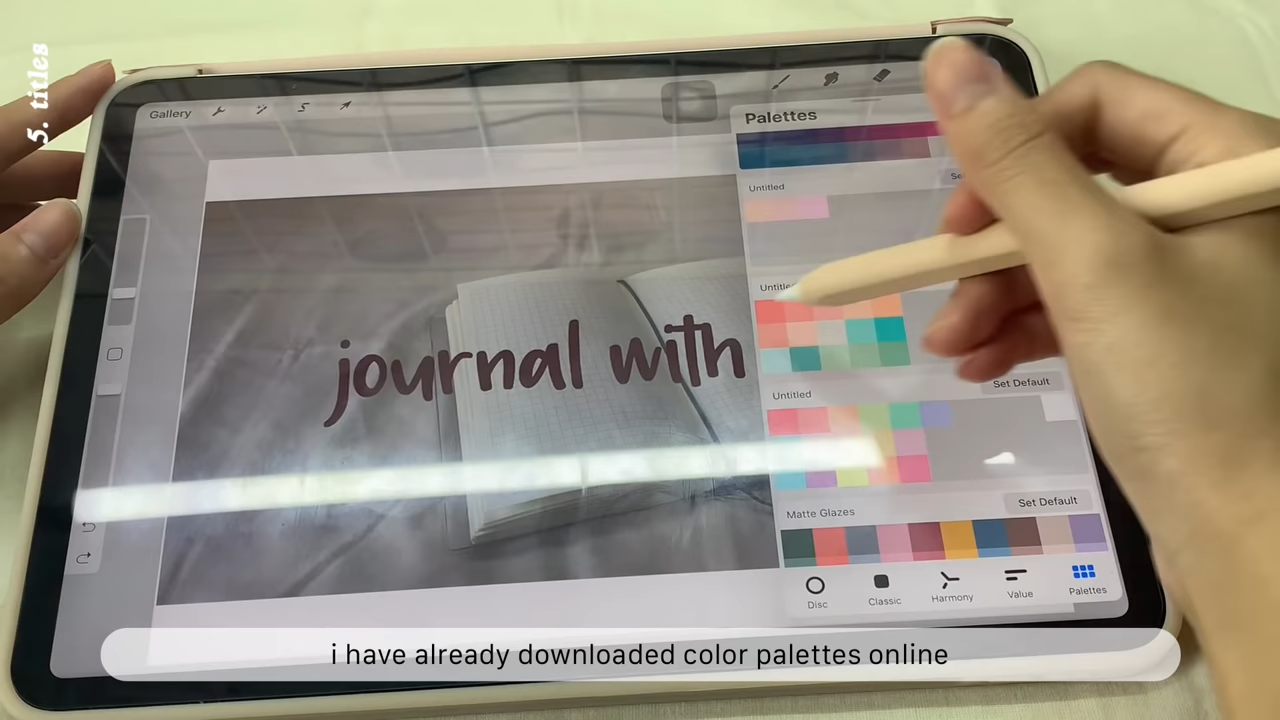 5. titles
Gallery
Palettes
Untitled
Untitled
Set Default
Untitled
Set Default
Matte Glazes
journal with
Disc
Classic
Harmony
Value
Palettes
i have already downloaded color palettes online